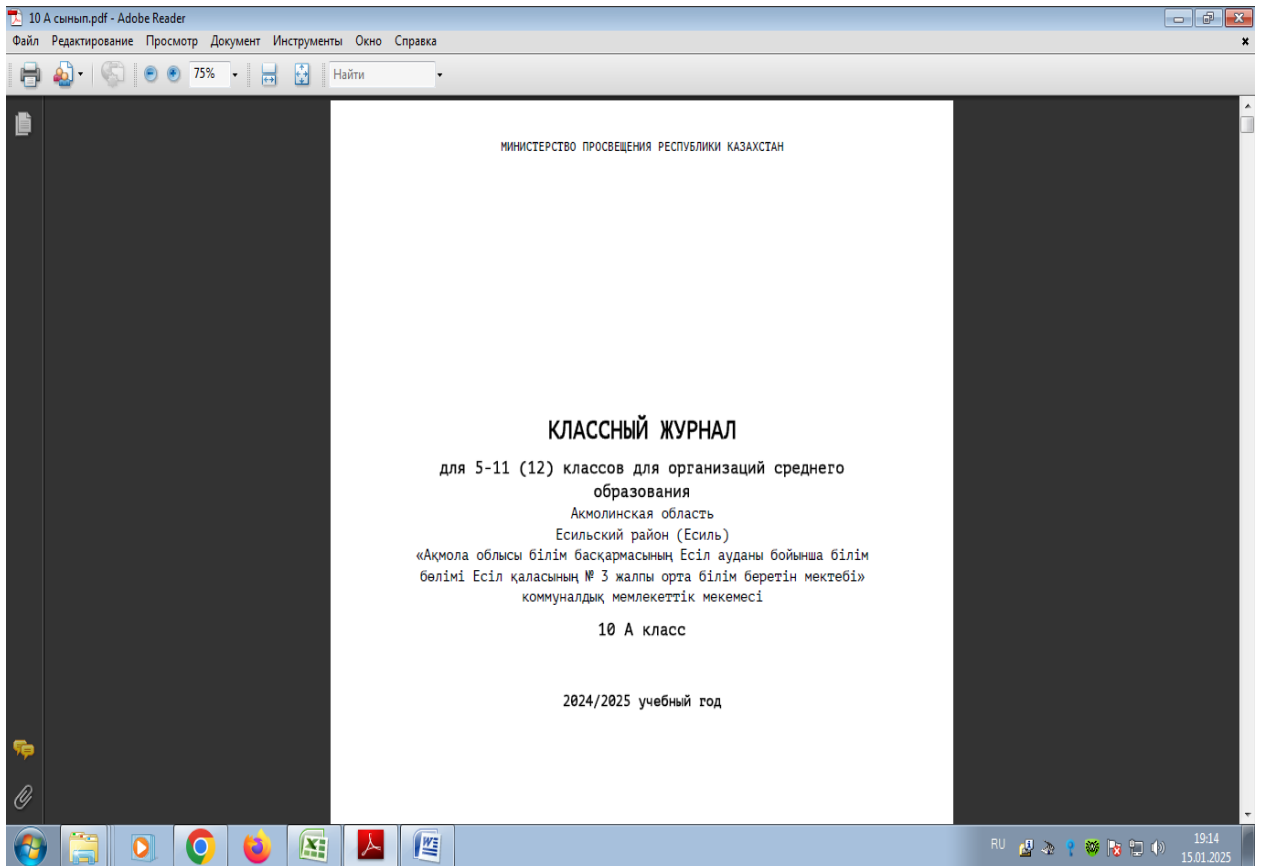 10 А сынып.pdf - Adobe Reader
Файл Редактирование Просмотр Документ Инструменты Окно Справка
75% Найти
МИНИСТЕРСТВО ПРОСВЕЩЕНИЯ РЕСПУБЛИКИ КАЗАХСТАН
КЛАССНЫЙ ЖУРНАЛ
для 5-11 (12) классов для организаций среднего
образования
Акмолинская область
Есильский район (Есиль)
«Ақмола облысы білім басқармасының Есіл ауданы бойынша білім
бөлімі Есіл қаласының № 3 жалпы орта білім беретін мектебі»
коммуналдық мемлекеттік мекемесі
10 А класс
2024/2025 учебный год
RU
19:14
15.01.2025